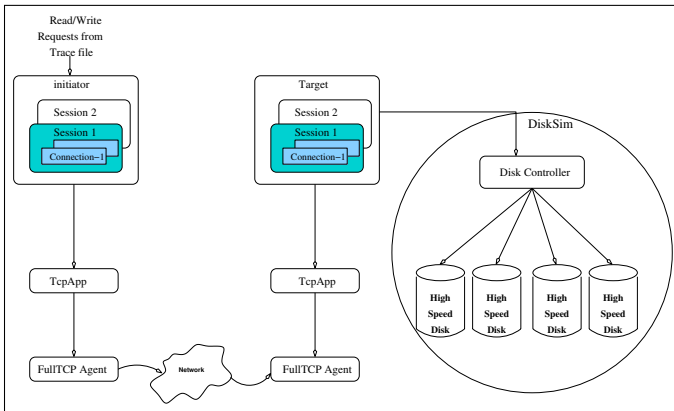 Read/Write
Requests from
Trace file
initiator
Session 2
Session 1
Connection-1
TcpApp
FullTCP Agent
Network
Target
Session 2
Session 1
Connection-1
TcpApp
FullTCP Agent
DiskSim
Disk Controller
High
Speed
Disk
High
Speed
Disk
High
Speed
Disk
High
Speed
Disk